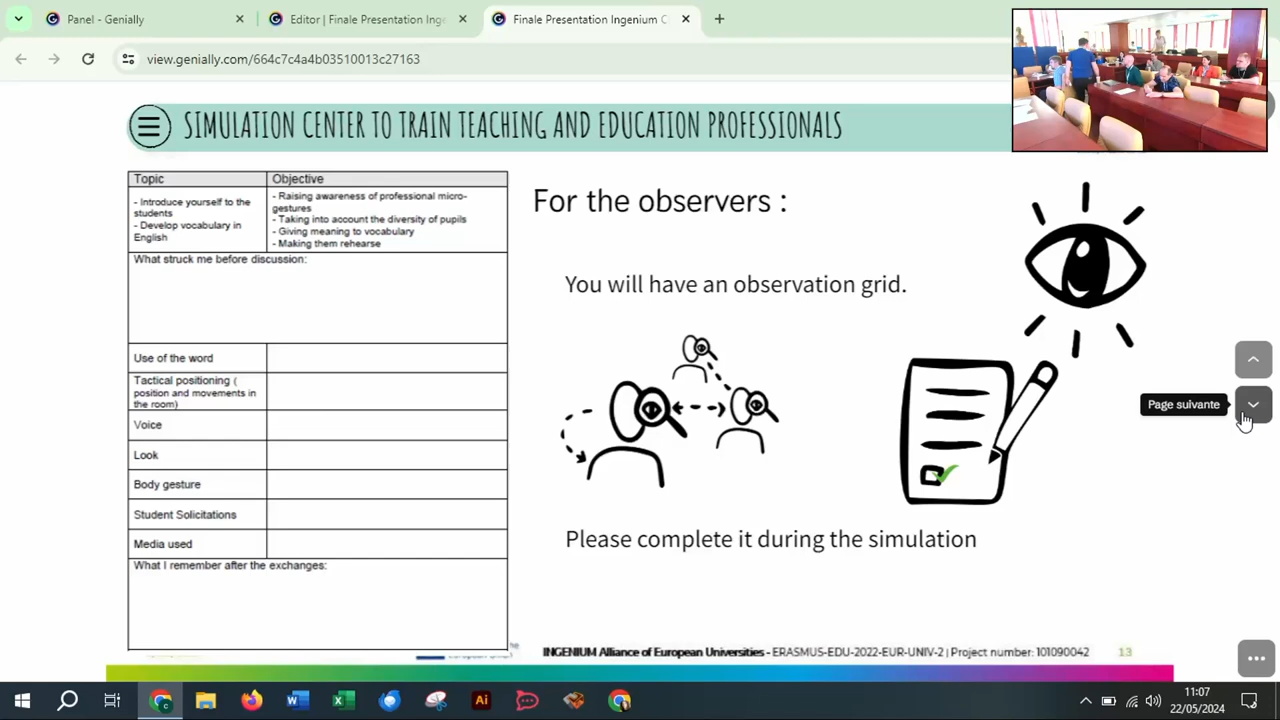 Panel - Genially
Editor | Finale Presentation Inge
Finale Presentation Ingenium C
view.genially.com/664c7c4a4b03510013c27163
SIMULATION CENTER TO TRAIN TEACHING AND EDUCATION PROFESSIONALS
Topic
Objective
- Introduce yourself to the
students
- Develop vocabulary in
English
- Raising awareness of professional micro-
gestures
- Taking into account the diversity of pupils
- Giving meaning to vocabulary
- Making them rehearse
What struck me before discussion:
Use of the word
Tactical positioning (
position and movements in
the room)
Voice
Look
Body gesture
Student Solicitations
Media used
What I remember after the exchanges:
For the observers :
You will have an observation grid.
Please complete it during the simulation
Page suivante
INGENIUM Alliance of European Universities - ERASMUS-EDU-2022-EUR-UNIV-2 | Project number: 101090042
13
Ai
11:07
22/05/2024